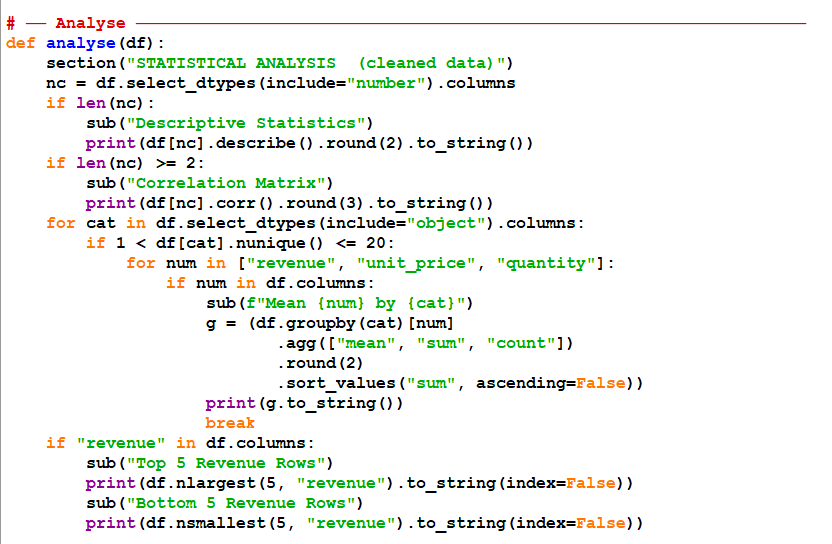 # — Analyse ————————————————————————————————
def analyse(df):
    section("STATISTICAL ANALYSIS  (cleaned data)")
    nc = df.select_dtypes(include="number").columns
    if len(nc):
        sub("Descriptive Statistics")
        print(df[nc].describe().round(2).to_string())
    if len(nc) >= 2:
        sub("Correlation Matrix")
        print(df[nc].corr().round(3).to_string())
    for cat in df.select_dtypes(include="object").columns:
        if 1 < df[cat].nunique() <= 20:
            for num in ["revenue", "unit_price", "quantity"]:
                if num in df.columns:
                    sub(f"Mean {num} by {cat}")
                    g = (df.groupby(cat)[num]
                           .agg(["mean", "sum", "count"])
                           .round(2)
                           .sort_values("sum", ascending=False))
                    print(g.to_string())
                    break
    if "revenue" in df.columns:
        sub("Top 5 Revenue Rows")
        print(df.nlargest(5, "revenue").to_string(index=False))
        sub("Bottom 5 Revenue Rows")
        print(df.nsmallest(5, "revenue").to_string(index=False))